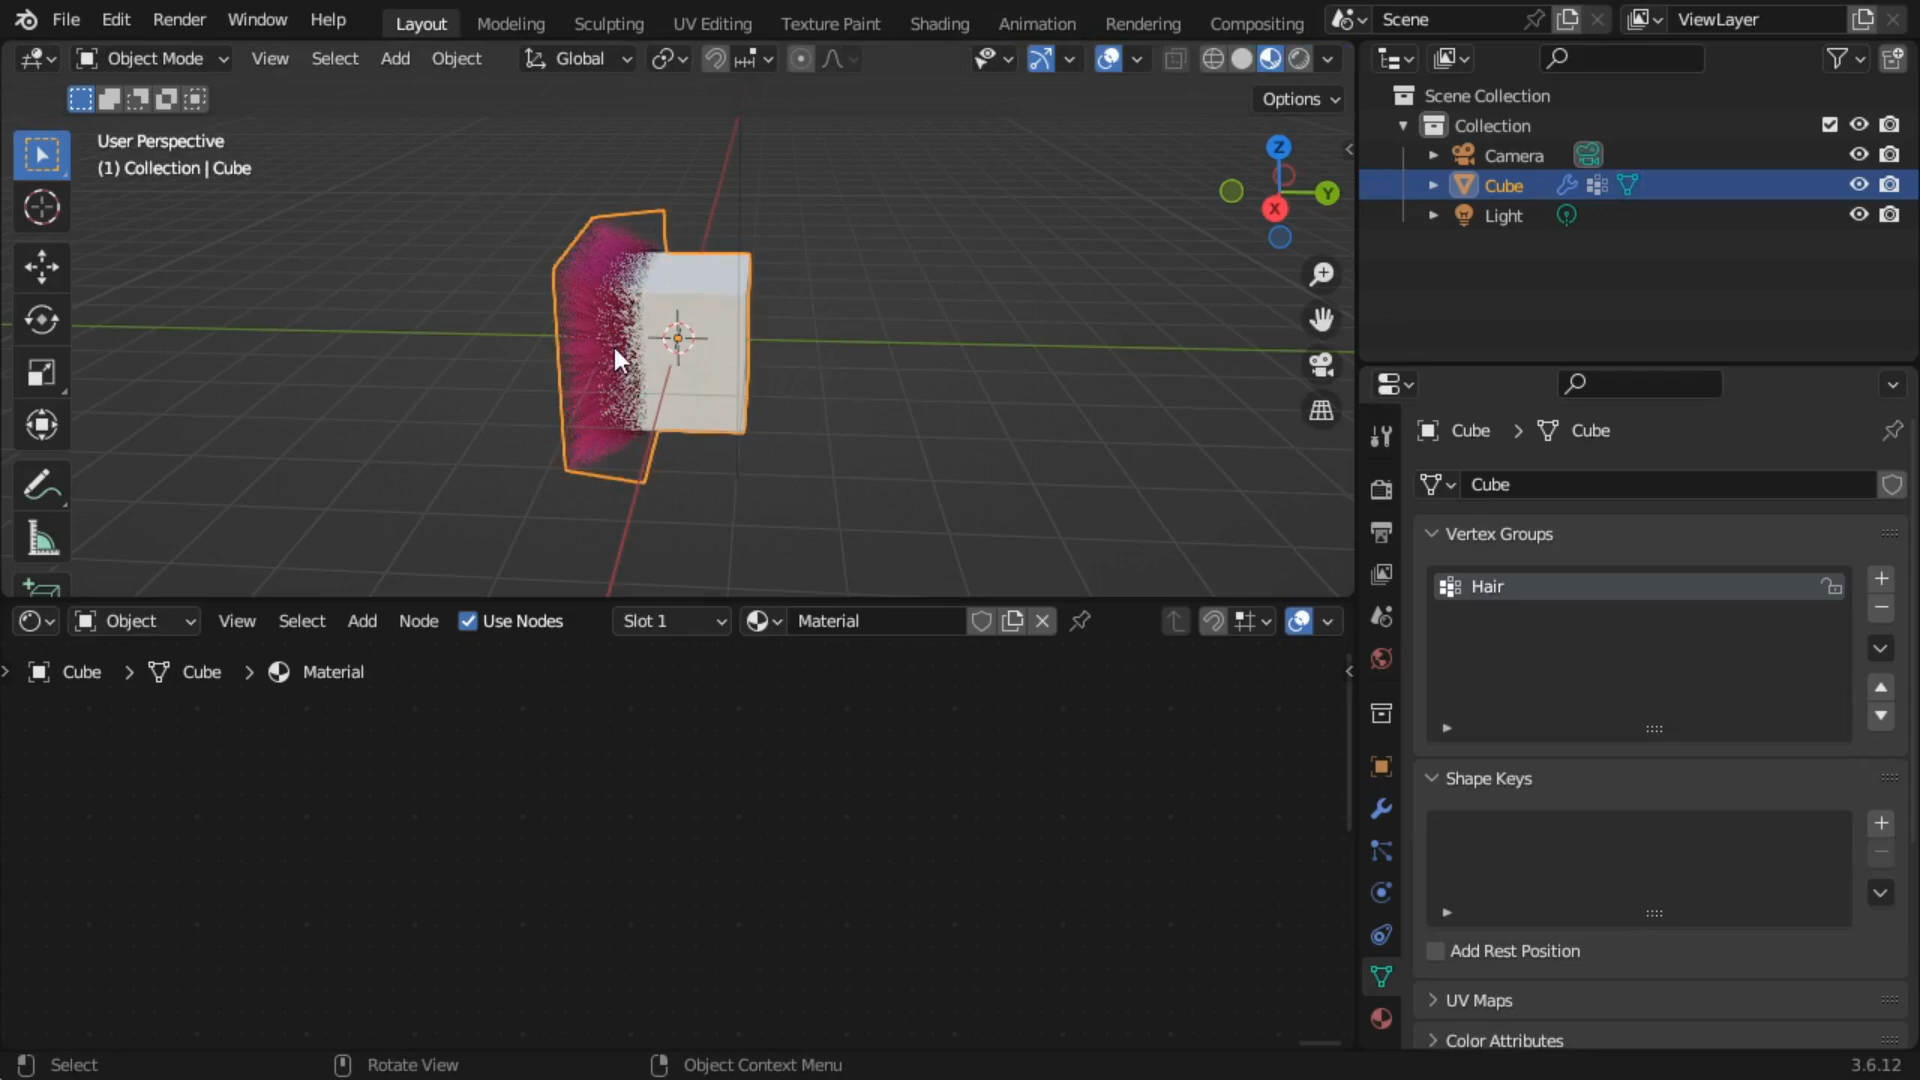 File Edit Render Window Help Layout Modeling Sculpting UV Editing Texture Paint Shading Animation Rendering Compositing Scene ViewLayer
Object Mode View Select Add Object Global
Options
User Perspective
(1) Collection | Cube
Z
Y
X
Scene Collection
Collection
Camera
Cube
Light
Cube > Cube
Cube
Vertex Groups
Hair
Shape Keys
Add Rest Position
UV Maps
Color Attributes
Object View Select Add Node Use Nodes Slot 1 Material
Cube > Cube > Material
Select Rotate View Object Context Menu 3.6.12